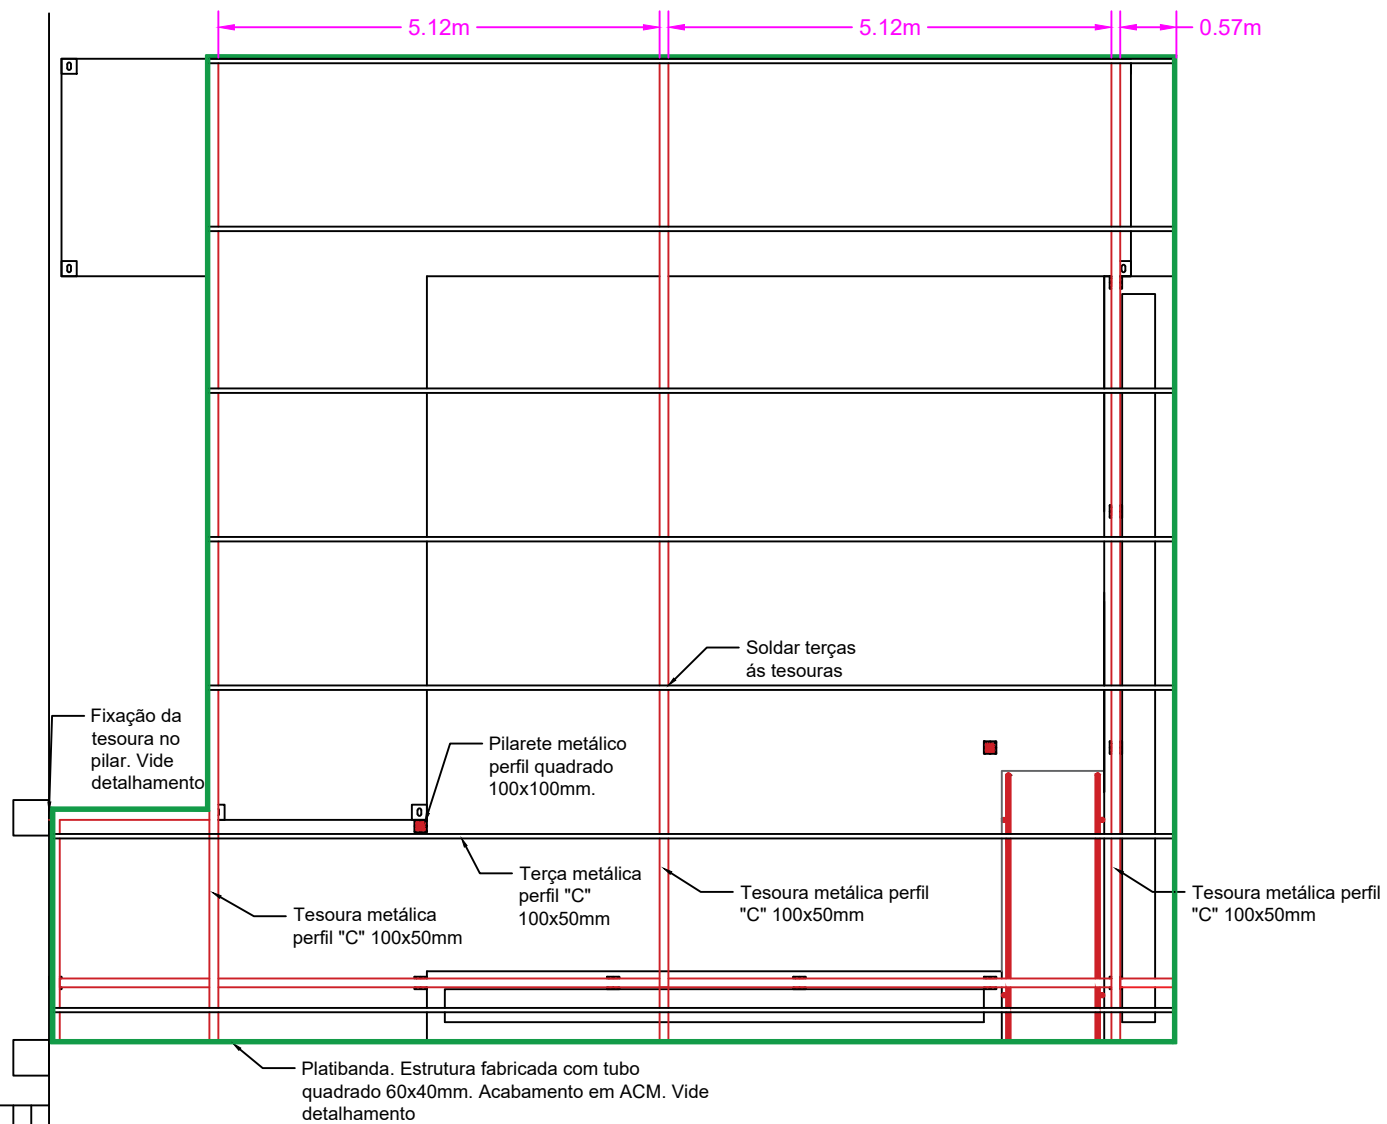 5.12m
5.12m
0.57m
Soldar terças
ás tesouras
Fixação da
tesoura no
pilar. Vide
detalhamento
Pilarete metálico
perfil quadrado
100x100mm.
Terça metálica
perfil "C"
100x50mm
Tesoura metálica perfil
"C" 100x50mm
Tesoura metálica perfil
"C" 100x50mm
Tesoura metálica
perfil "C" 100x50mm
Platibanda. Estrutura fabricada com tubo
quadrado 60x40mm. Acabamento em ACM. Vide
detalhamento